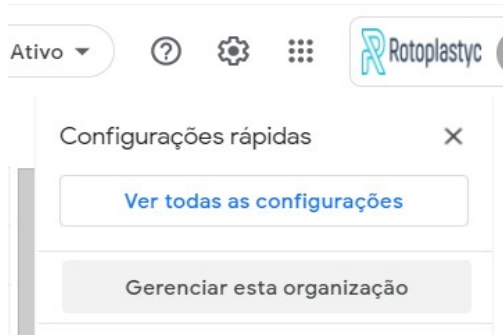 Ativo
Rotoplastyc
Configurações rápidas
Ver todas as configurações
Gerenciar esta organização